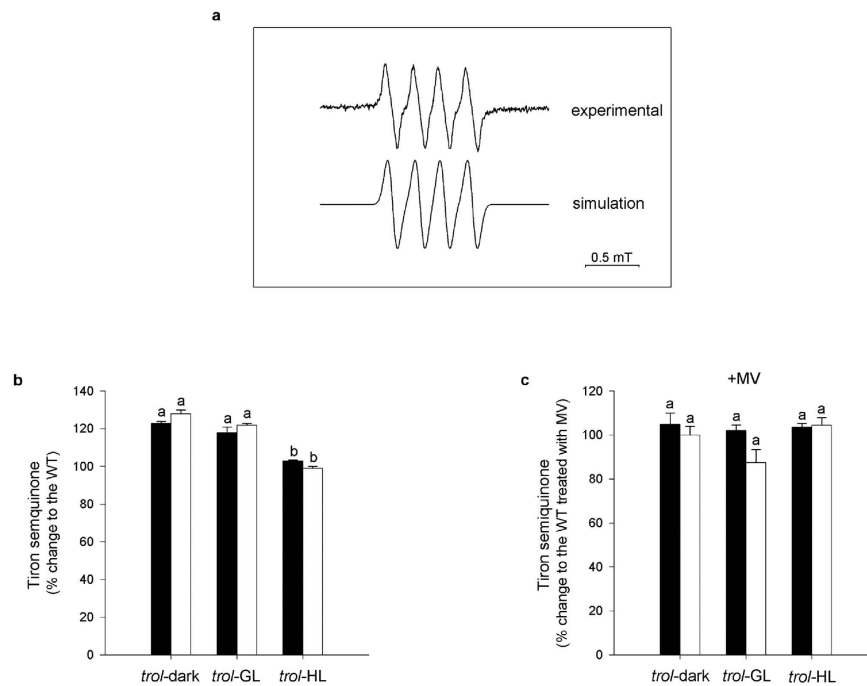 a
experimental
simulation
0.5 mT
b
Tiron semquinone
(% change to the WT)
140
120
100
80
60
40
20
0
a a
a a
b b
trol-dark trol-GL trol-HL
c
+MV
Tiron semiquinone
(% change to the WT treated with MV)
120
100
80
60
40
20
0
a a
a a
a a
trol-dark trol-GL trol-HL